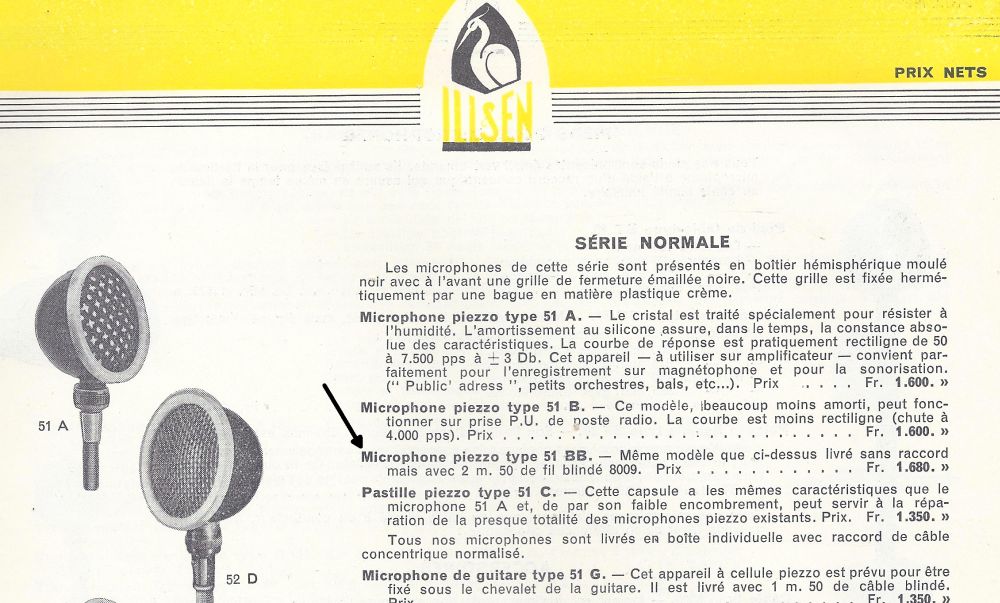 PRIX NETS
ILLSEN
SÉRIE NORMALE
Les microphones de cette série sont présentés en boîtier hémisphérique moulé
noir avec à l'avant une grille de fermeture émaillée noire. Cette grille est fixée hermé-
tiquement par une bague en matière plastique crème.
Microphone piezzo type 51 A. — Le cristal est traité spécialement pour résister à
l'humidité. L'amortissement au silicone assure, dans le temps, la constance abso-
lue des caractéristiques. La courbe de réponse est pratiquement rectiligne de 50
à 7.500 pps à ± 3 Db. Cet appareil — à utiliser sur amplificateur — convient par-
faitement pour l'enregistrement sur magnétophone et pour la sonorisation.
(“ Public' adress ”, petits orchestres, bals, etc...). Prix . . . . Fr. 1.600. »
Microphone piezzo type 51 B. — Ce modèle, beaucoup moins amorti, peut fonc-
tionner sur prise P.U. de poste radio. La courbe est moins rectiligne (chute à
4.000 pps). Prix . . . . . . . . . . . . . . . . . . . . . . . . . Fr. 1.600. »
Microphone piezzo type 51 BB. — Même modèle que ci-dessus livré sans raccord
mais avec 2 m. 50 de fil blindé 8009. Prix . . . . . . . . . . . Fr. 1.680. »
Pastille piezzo type 51 C. — Cette capsule a les mêmes caractéristiques que le
microphone 51 A et, de par son faible encombrement, peut servir à la répa-
ration de la presque totalité des microphones piezzo existants. Prix. Fr. 1.350. »
Tous nos microphones sont livrés en boîte individuelle avec raccord de câble
concentrique normalisé.
Microphone de guitare type 51 G. — Cet appareil à cellule piezzo est prévu pour être
fixé sous le chevalet de la guitare. Il est livré avec 1 m. 50 de câble blindé.
Prix Fr. 1.350. »
51 A
52 D